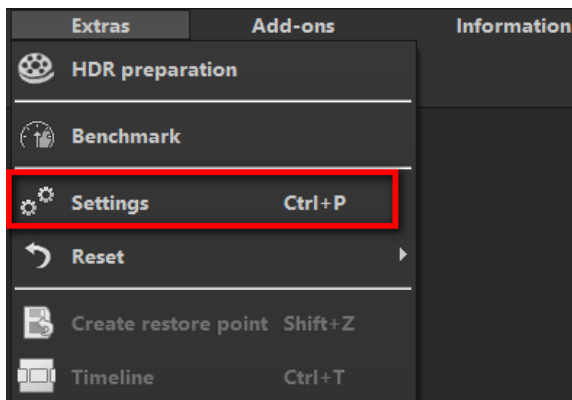 Extras Add-ons Information
HDR preparation
Benchmark
Settings Ctrl+P
Reset
Create restore point Shift+Z
Timeline Ctrl+T